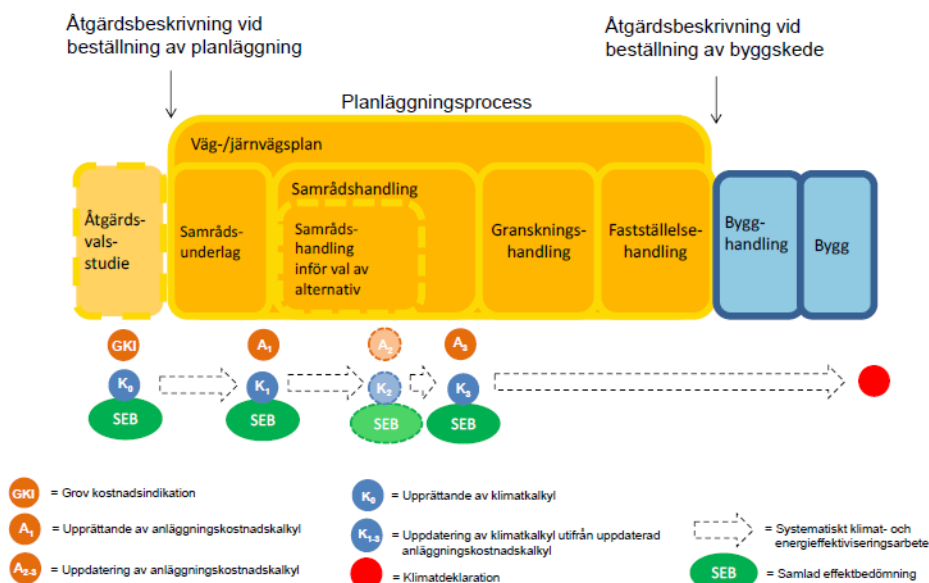 Åtgärdsbeskrivning vid
beställning av planläggning
Åtgärdsbeskrivning vid
beställning av byggskede
Planläggningsprocess
Väg-/järnvägsplan
Åtgärds-
vals-
studie
Samråds-
underlag
Samrådshandling
Samråds-
handling
inför val av
alternativ
Gransknings-
handling
Fastställelse-
handling
Bygg-
handling
Bygg
GKI
A1
A2
A3
K0
K1
K2
K3
SEB
SEB
SEB
SEB
GKI = Grov kostnadsindikation
A1 = Upprättande av anläggningskostnadskalkyl
A2-3 = Uppdatering av anläggningskostnadskalkyl
K0 = Upprättande av klimatkalkyl
K1-3 = Uppdatering av klimatkalkyl utifrån uppdaterad
anläggningskostnadskalkyl
= Klimatdeklaration
= Systematiskt klimat- och
energieffektiviseringsarbete
SEB = Samlad effektbedömning